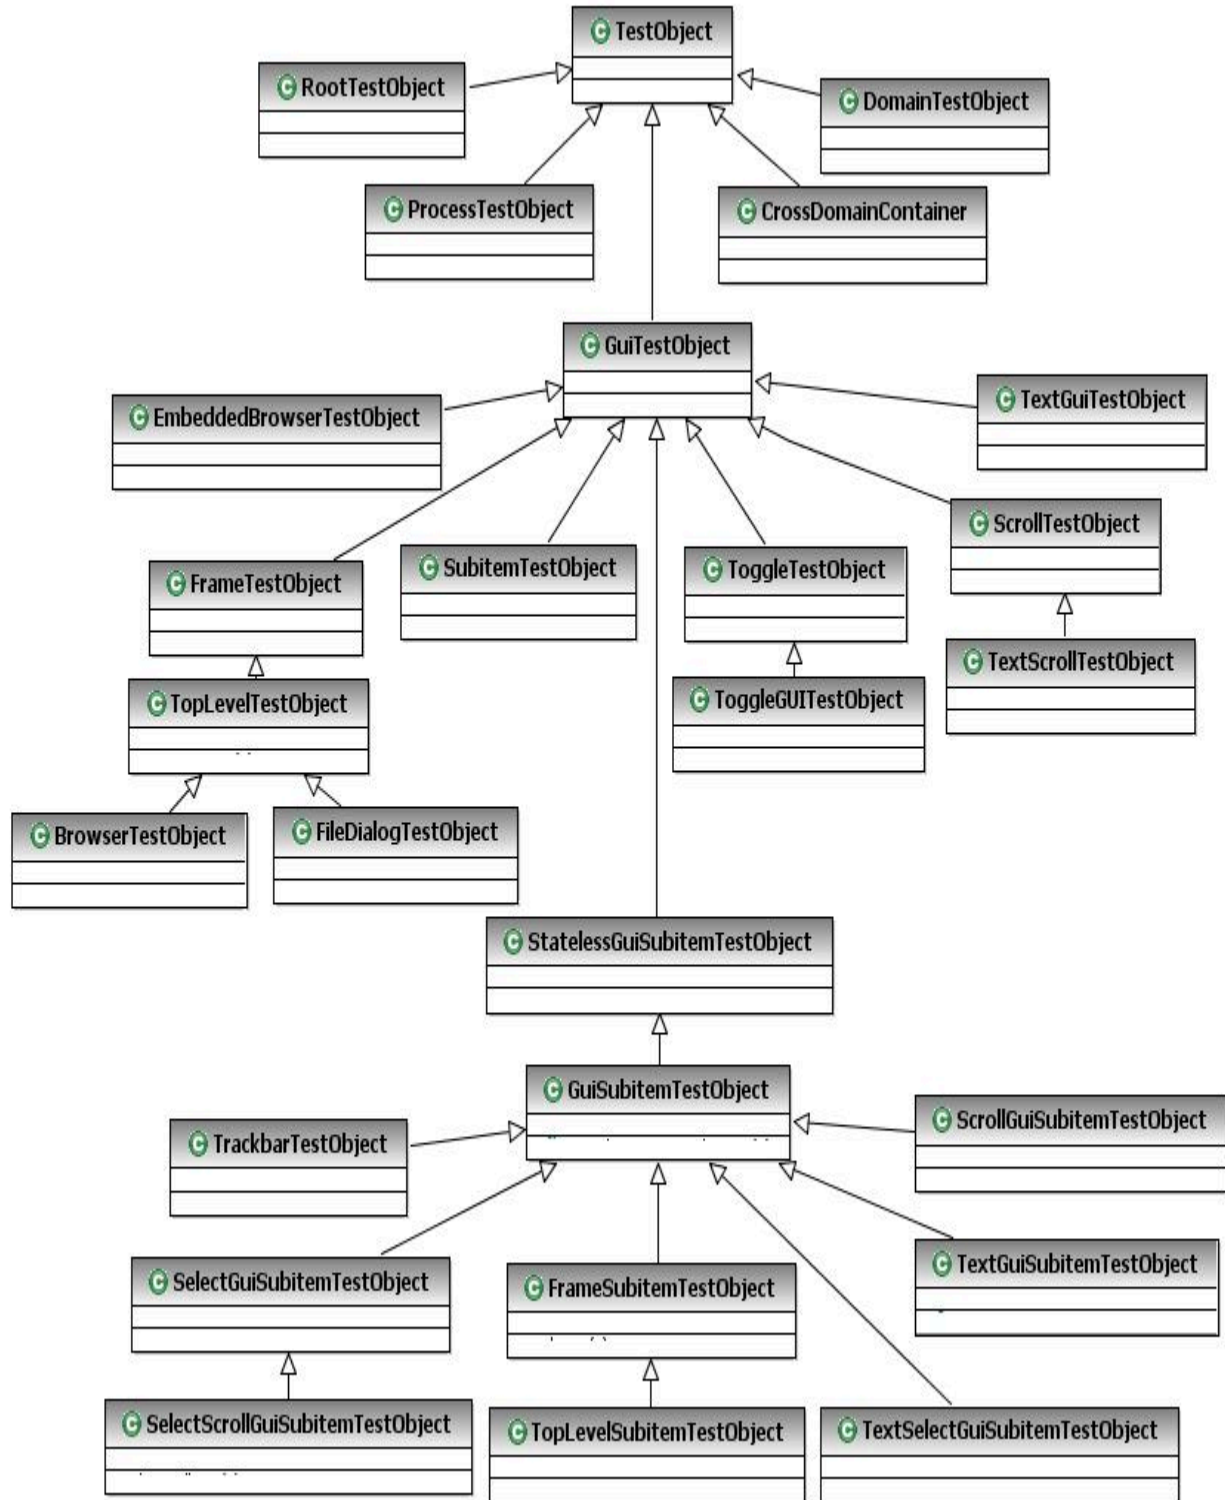 TestObject
RootTestObject
DomainTestObject
ProcessTestObject
CrossDomainContainer
GuiTestObject
EmbeddedBrowserTestObject
TextGuiTestObject
ScrollTestObject
FrameTestObject
SubitemTestObject
ToggleTestObject
TextScrollTestObject
TopLevelTestObject
ToggleGUITestObject
BrowserTestObject
FileDialogTestObject
StatelessGuiSubitemTestObject
GuiSubitemTestObject
TrackbarTestObject
ScrollGuiSubitemTestObject
SelectGuiSubitemTestObject
FrameSubitemTestObject
TextGuiSubitemTestObject
SelectScrollGuiSubitemTestObject
TopLevelSubitemTestObject
TextSelectGuiSubitemTestObject